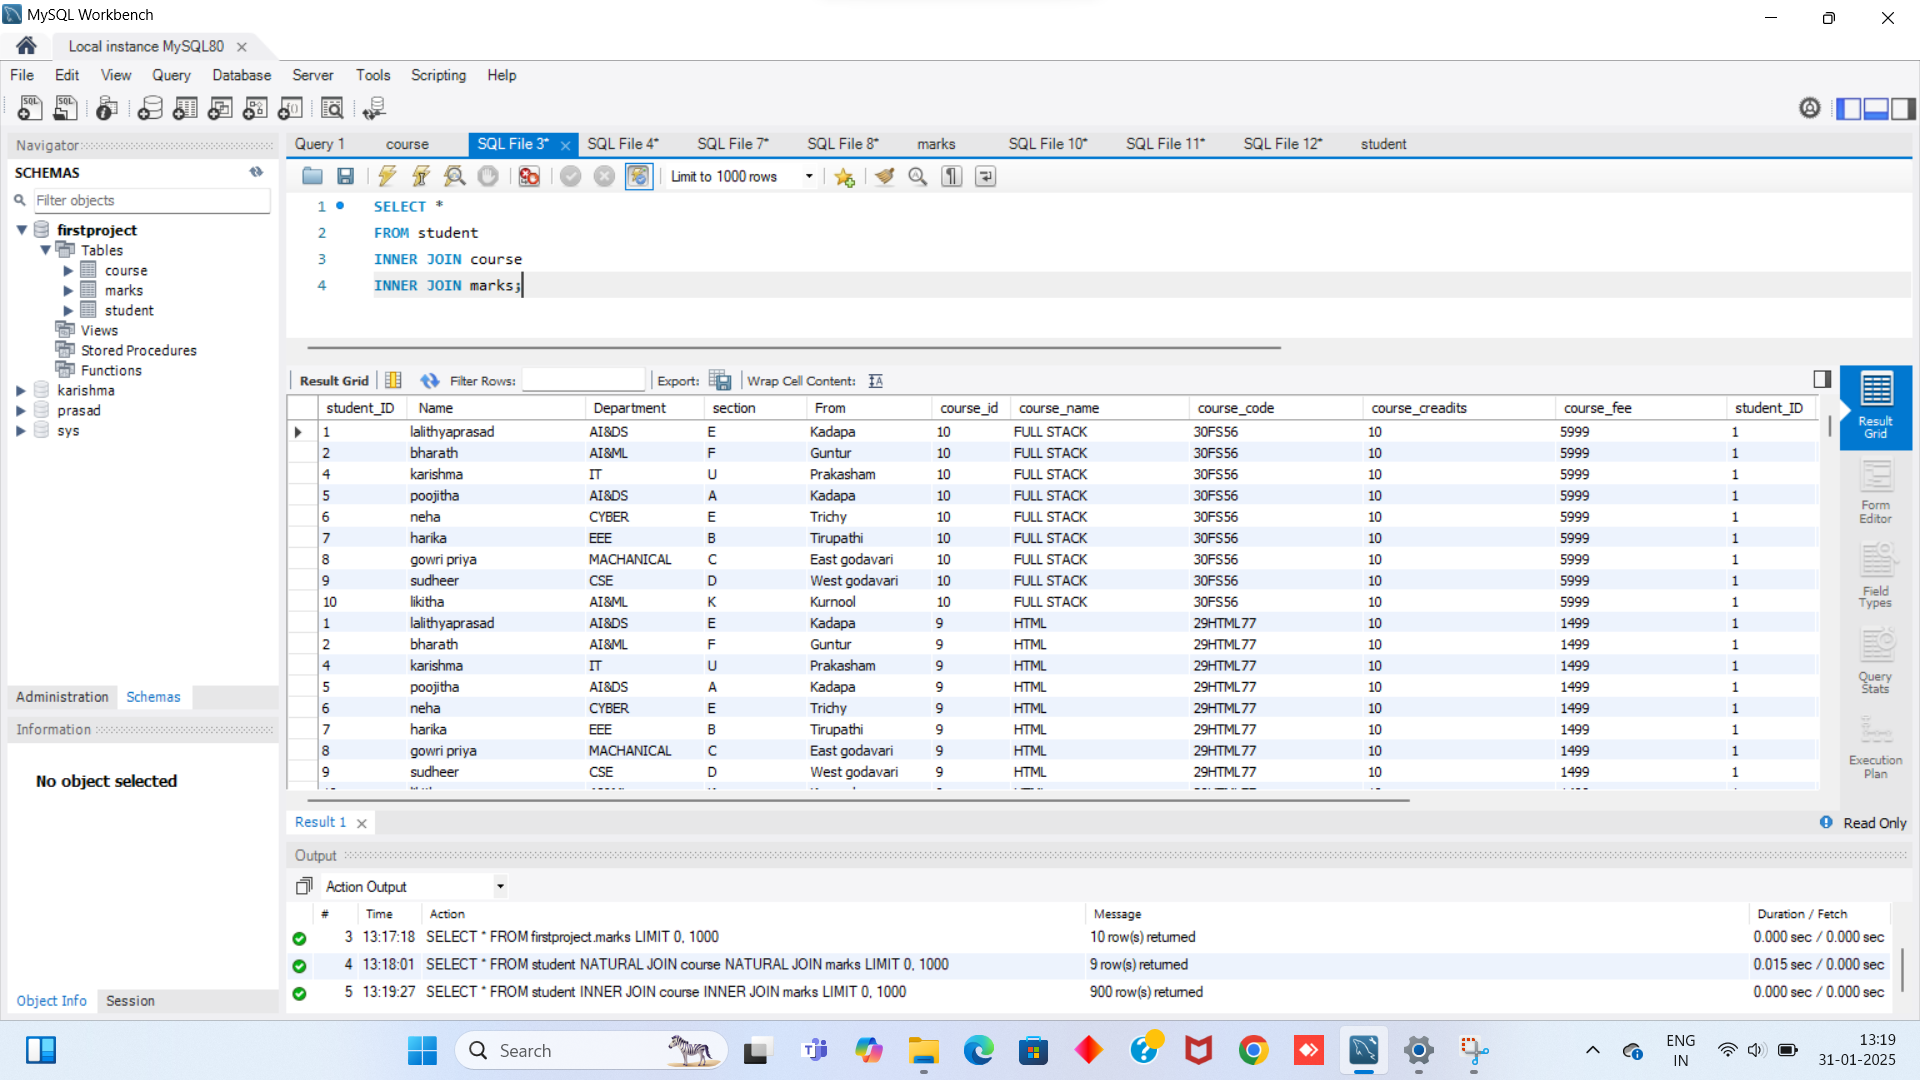 MySQL Workbench
Local instance MySQL80
File Edit View Query Database Server Tools Scripting Help
Navigator
SCHEMAS
Filter objects
firstproject
Tables
course
marks
student
Views
Stored Procedures
Functions
karishma
prasad
sys
Administration Schemas
Information
No object selected
Object Info Session
Query 1 course SQL File 3* SQL File 4* SQL File 7* SQL File 8* marks SQL File 10* SQL File 11* SQL File 12* student
Limit to 1000 rows
1 SELECT *
2 FROM student
3 INNER JOIN course
4 INNER JOIN marks;
Result Grid Filter Rows: Export: Wrap Cell Content:
student_ID Name Department section From course_id course_name course_code course_creadits course_fee student_ID
1 lalithyaprasad AI&DS E Kadapa 10 FULL STACK 30FS56 10 5999 1
2 bharath AI&ML F Guntur 10 FULL STACK 30FS56 10 5999 1
4 karishma IT U Prakasham 10 FULL STACK 30FS56 10 5999 1
5 poojitha AI&DS A Kadapa 10 FULL STACK 30FS56 10 5999 1
6 neha CYBER E Trichy 10 FULL STACK 30FS56 10 5999 1
7 harika EEE B Tirupathi 10 FULL STACK 30FS56 10 5999 1
8 gowri priya MACHANICAL C East godavari 10 FULL STACK 30FS56 10 5999 1
9 sudheer CSE D West godavari 10 FULL STACK 30FS56 10 5999 1
10 likitha AI&ML K Kurnool 10 FULL STACK 30FS56 10 5999 1
1 lalithyaprasad AI&DS E Kadapa 9 HTML 29HTML77 10 1499 1
2 bharath AI&ML F Guntur 9 HTML 29HTML77 10 1499 1
4 karishma IT U Prakasham 9 HTML 29HTML77 10 1499 1
5 poojitha AI&DS A Kadapa 9 HTML 29HTML77 10 1499 1
6 neha CYBER E Trichy 9 HTML 29HTML77 10 1499 1
7 harika EEE B Tirupathi 9 HTML 29HTML77 10 1499 1
8 gowri priya MACHANICAL C East godavari 9 HTML 29HTML77 10 1499 1
9 sudheer CSE D West godavari 9 HTML 29HTML77 10 1499 1
Result
Grid
Form
Editor
Field
Types
Query
Stats
Execution
Plan
Result 1 Read Only
Output
Action Output
# Time Action Message Duration / Fetch
3 13:17:18 SELECT * FROM firstproject.marks LIMIT 0, 1000 10 row(s) returned 0.000 sec / 0.000 sec
4 13:18:01 SELECT * FROM student NATURAL JOIN course NATURAL JOIN marks LIMIT 0, 1000 9 row(s) returned 0.015 sec / 0.000 sec
5 13:19:27 SELECT * FROM student INNER JOIN course INNER JOIN marks LIMIT 0, 1000 900 row(s) returned 0.000 sec / 0.000 sec
Search
ENG
IN
13:19
31-01-2025